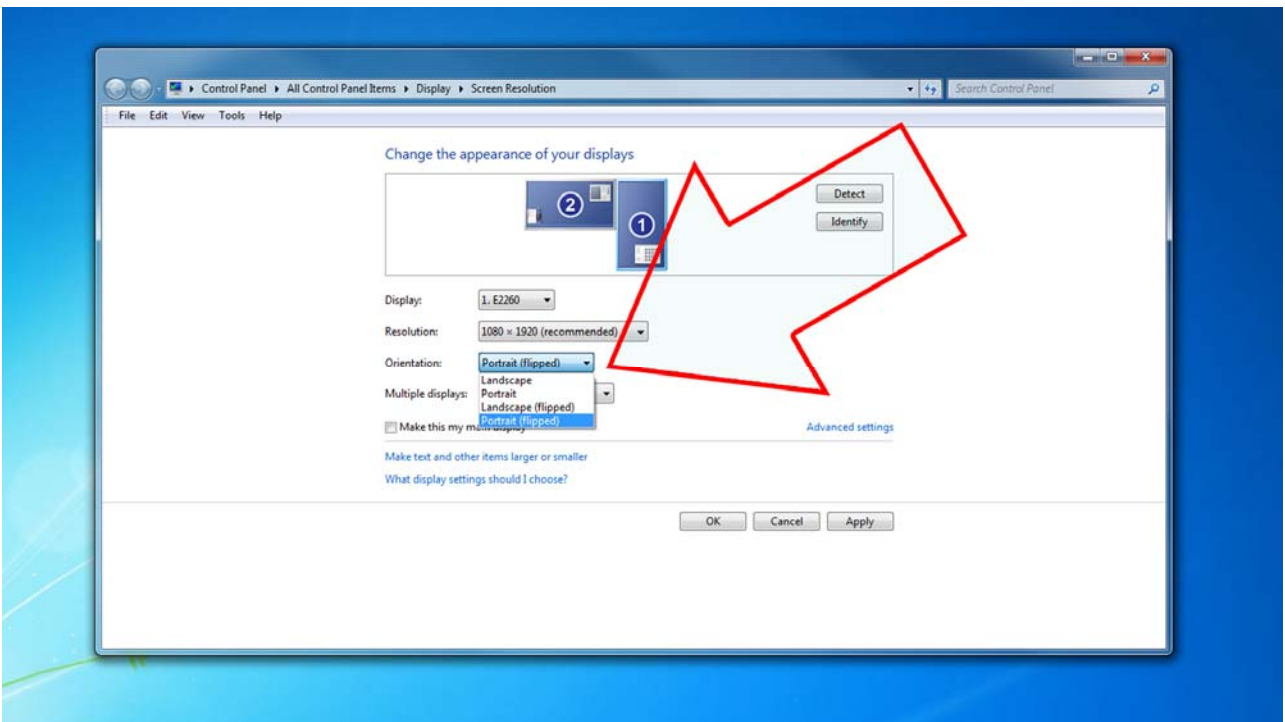 Control Panel ▸ All Control Panel Items ▸ Display ▸ Screen Resolution
Search Control Panel
File Edit View Tools Help
Change the appearance of your displays
2
1
Detect
Identify
Display: 1. E2260
Resolution: 1080 × 1920 (recommended)
Orientation: Portrait (flipped)
Landscape
Multiple displays: Portrait
Landscape (flipped)
Portrait (flipped)
Make this my display
Advanced settings
Make text and other items larger or smaller
What display settings should I choose?
OK Cancel Apply